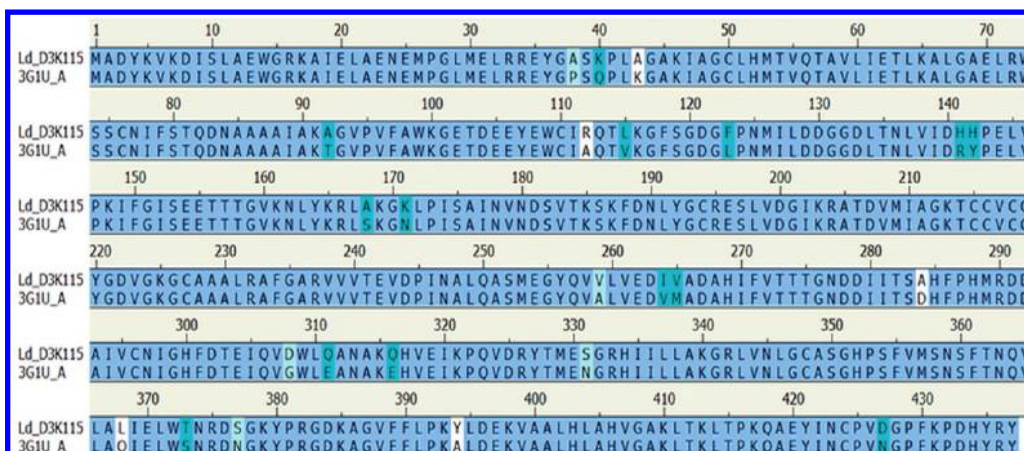 1 10 20 30 40 50 60 70
Ld_D3K115 MADYKVKDISLAEWGRKAIELAENEMPGLMELRREYGASKPLAGAKIAGCLHMTVQTAVLIETLKALGAELRW
3G1U_A MADYKVKDISLAEWGRKAIELAENEMPGLMELRREYGPSQPLKGAKIAGCLHMTVQTAVLIETLKALGAELRW
80 90 100 110 120 130 140
Ld_D3K115 SSCNIFSTQDNAAAAIAKAGVPVFAWKGETDEEYEWCIRQTLKGFSGDGFPNMILDDGGDLTNLVIDHHPELV
3G1U_A SSCNIFSTQDNAAAAIAKTGVPVFAWKGETDEEYEWCIAQTVKGFSGDGLPNMILDDGGDLTNLVIDRYPELV
150 160 170 180 190 200 210
Ld_D3K115 PKIFGISEETTTGVKNLYKRLAKGKLPISAINVNDSVTKSKFDNLYGCRESLVDGIKRATDVMIAGKTCCVCG
3G1U_A PKIFGISEETTTGVKNLYKRLSKGNLPISAINVNDSVTKSKFDNLYGCRESLVDGIKRATDVMIAGKTCCVCG
220 230 240 250 260 270 280 290
Ld_D3K115 YGDVGKGCAAALRAFGARVVVTEVDPINALQASMEGYQVVLVEDIVADAHIFVTTTGNDDIITSAHFPHMRDD
3G1U_A YGDVGKGCAAALRAFGARVVVTEVDPINALQASMEGYQVALVEDVMADAHIFVTTTGNDDIITSDHFPHMRDD
300 310 320 330 340 350 360
Ld_D3K115 AIVCNIGHFDTEIQVDWLQANAKQHVEIKPQVDRYTMESGRHIILLAKGRLVNLGCASGHPSFVMSNSFTNQV
3G1U_A AIVCNIGHFDTEIQVGWLEANAKEHVEIKPQVDRYTMENGRHIILLAKGRLVNLGCASGHPSFVMSNSFTNQV
370 380 390 400 410 420 430
Ld_D3K115 LALIELWTNRDSGKYPRGDKAGVFFLPKYLDEKVAALHLAHVGAKLTKLTPKQAEYINCPVDGPFKPDHYRY
3G1U_A LAQIELWSNRDNGKYPRGDKAGVFFLPKALDEKVAALHLAHVGAKLTKLTPKQAEYINCPVNGPFKPDHYRY